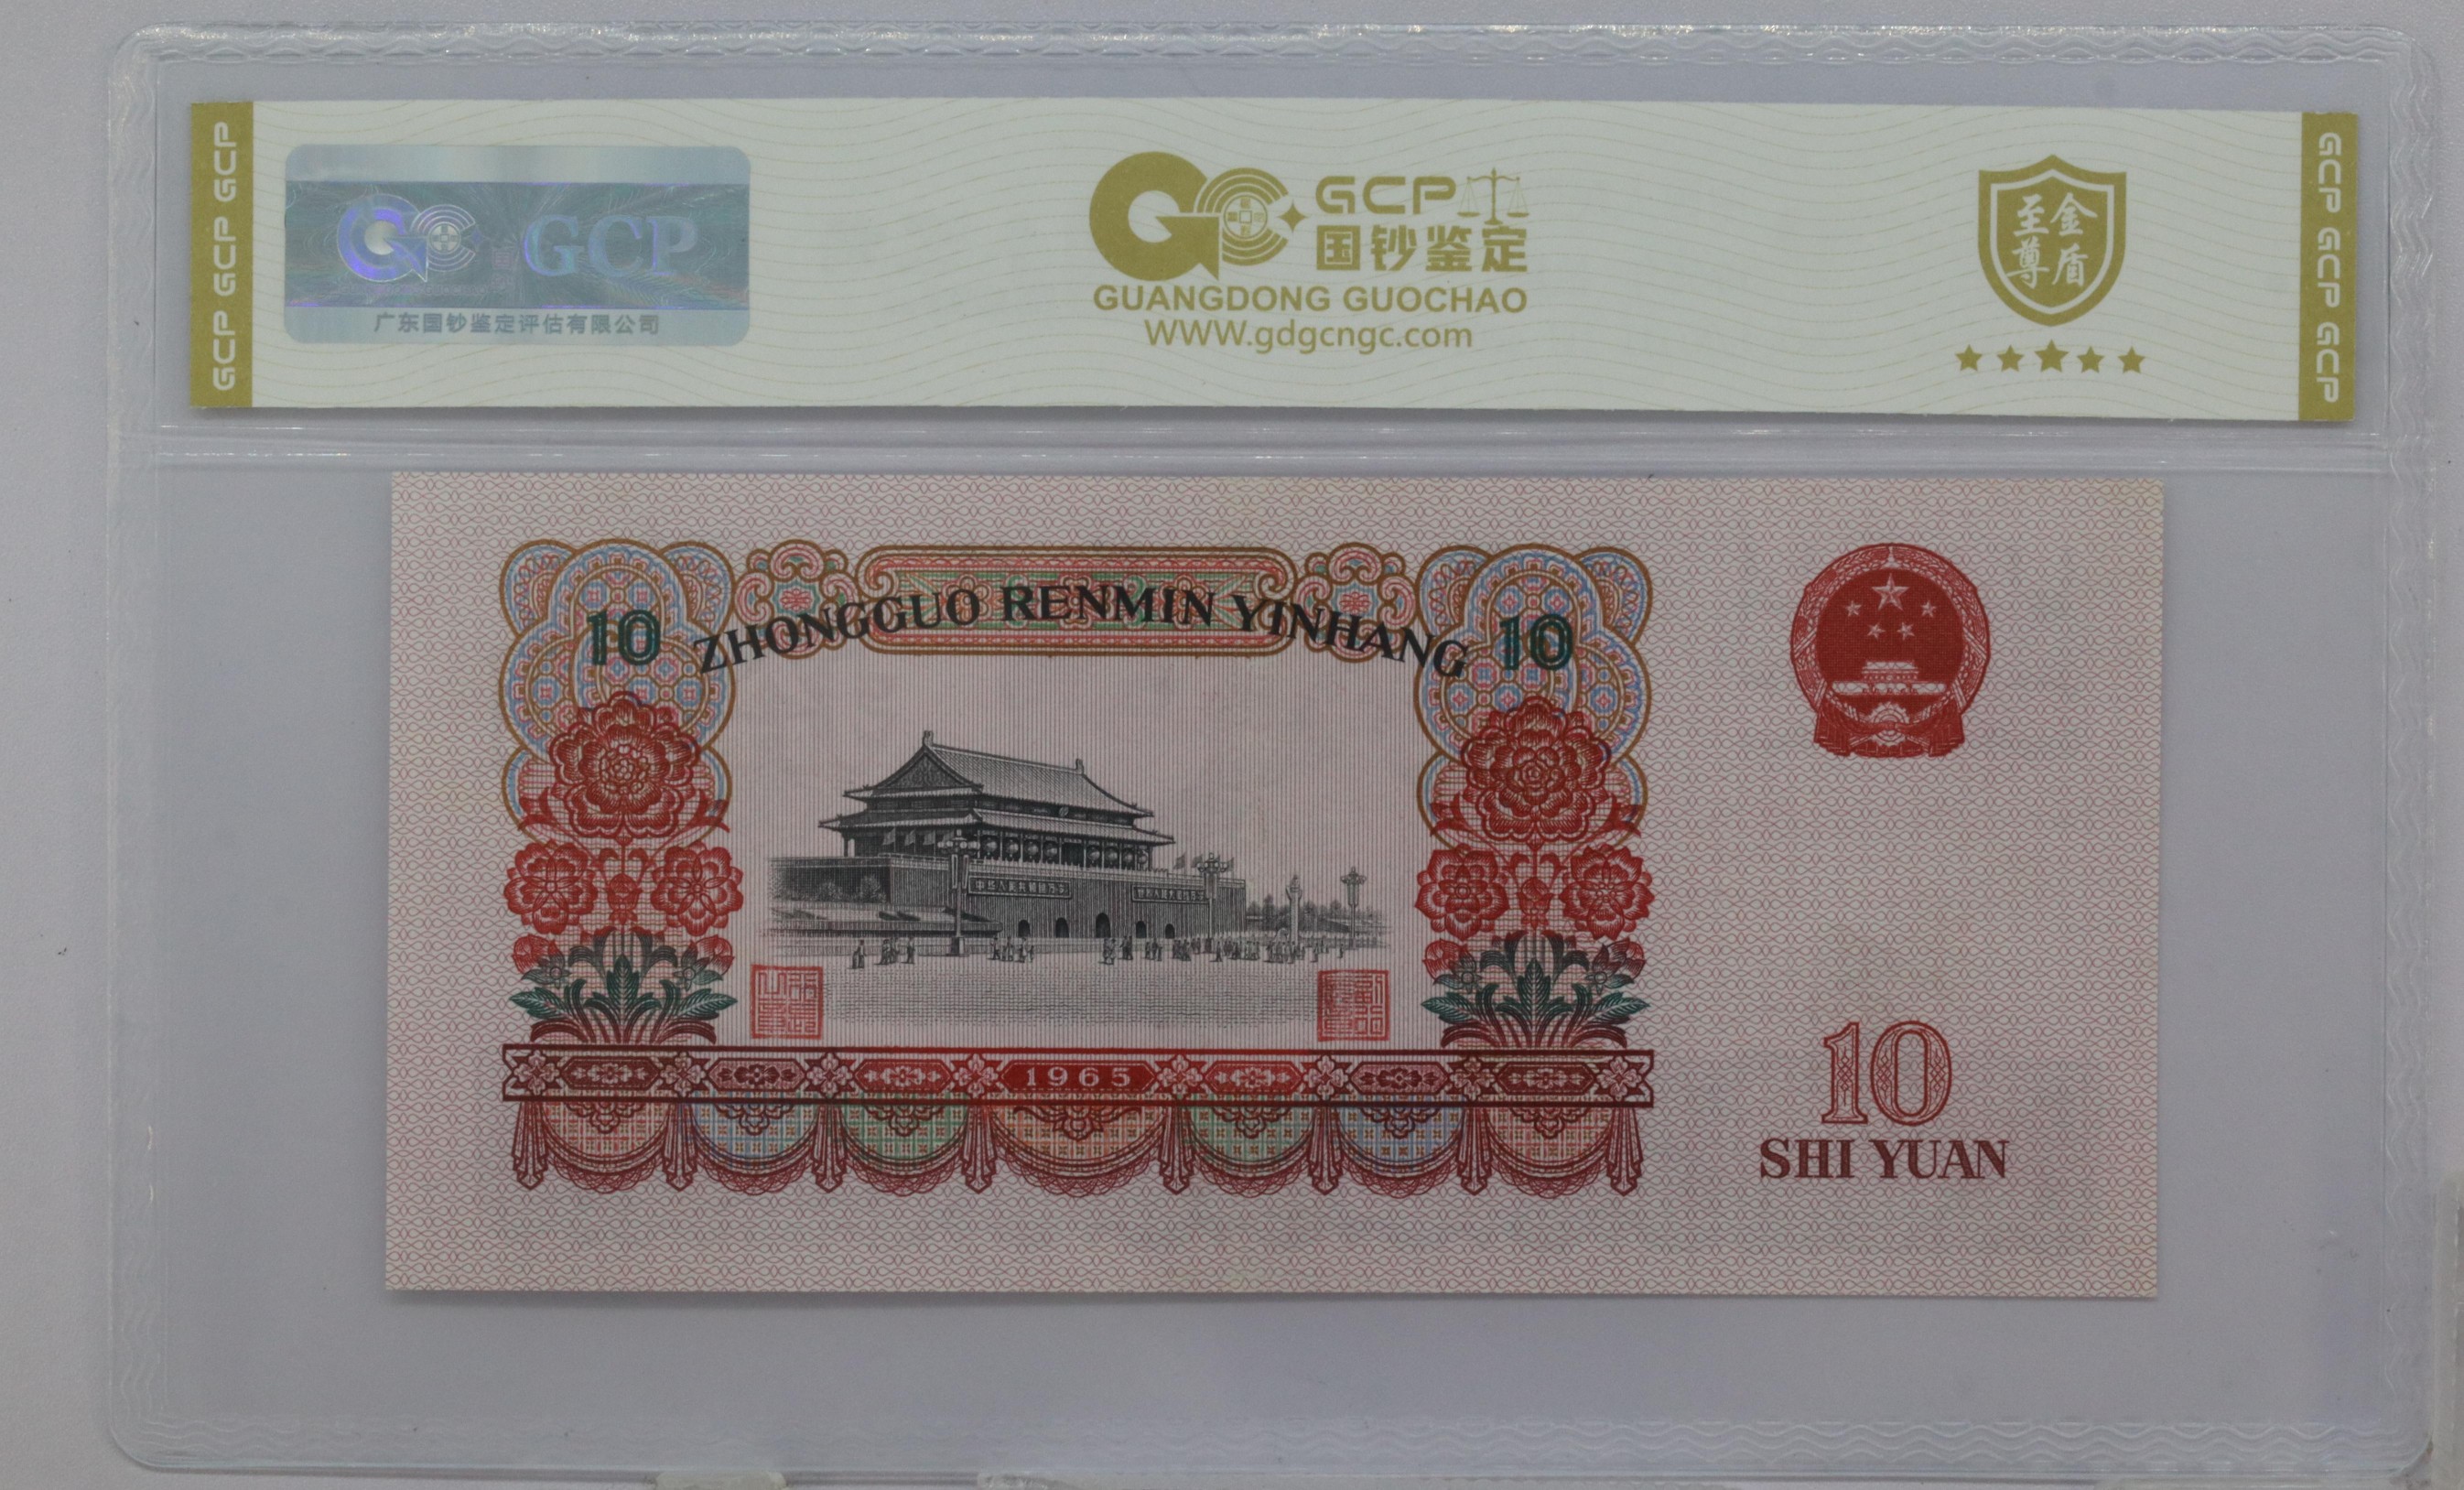 GCP GCP GCP
GCP
广东国钞鉴定评估有限公司
GCP
国钞鉴定
GUANGDONG GUOCHAO
WWW.gdgcngc.com
至尊金盾
GCP GCP GCP
10 ZHONGGUO RENMIN YINHANG 10
1965
10
SHI YUAN